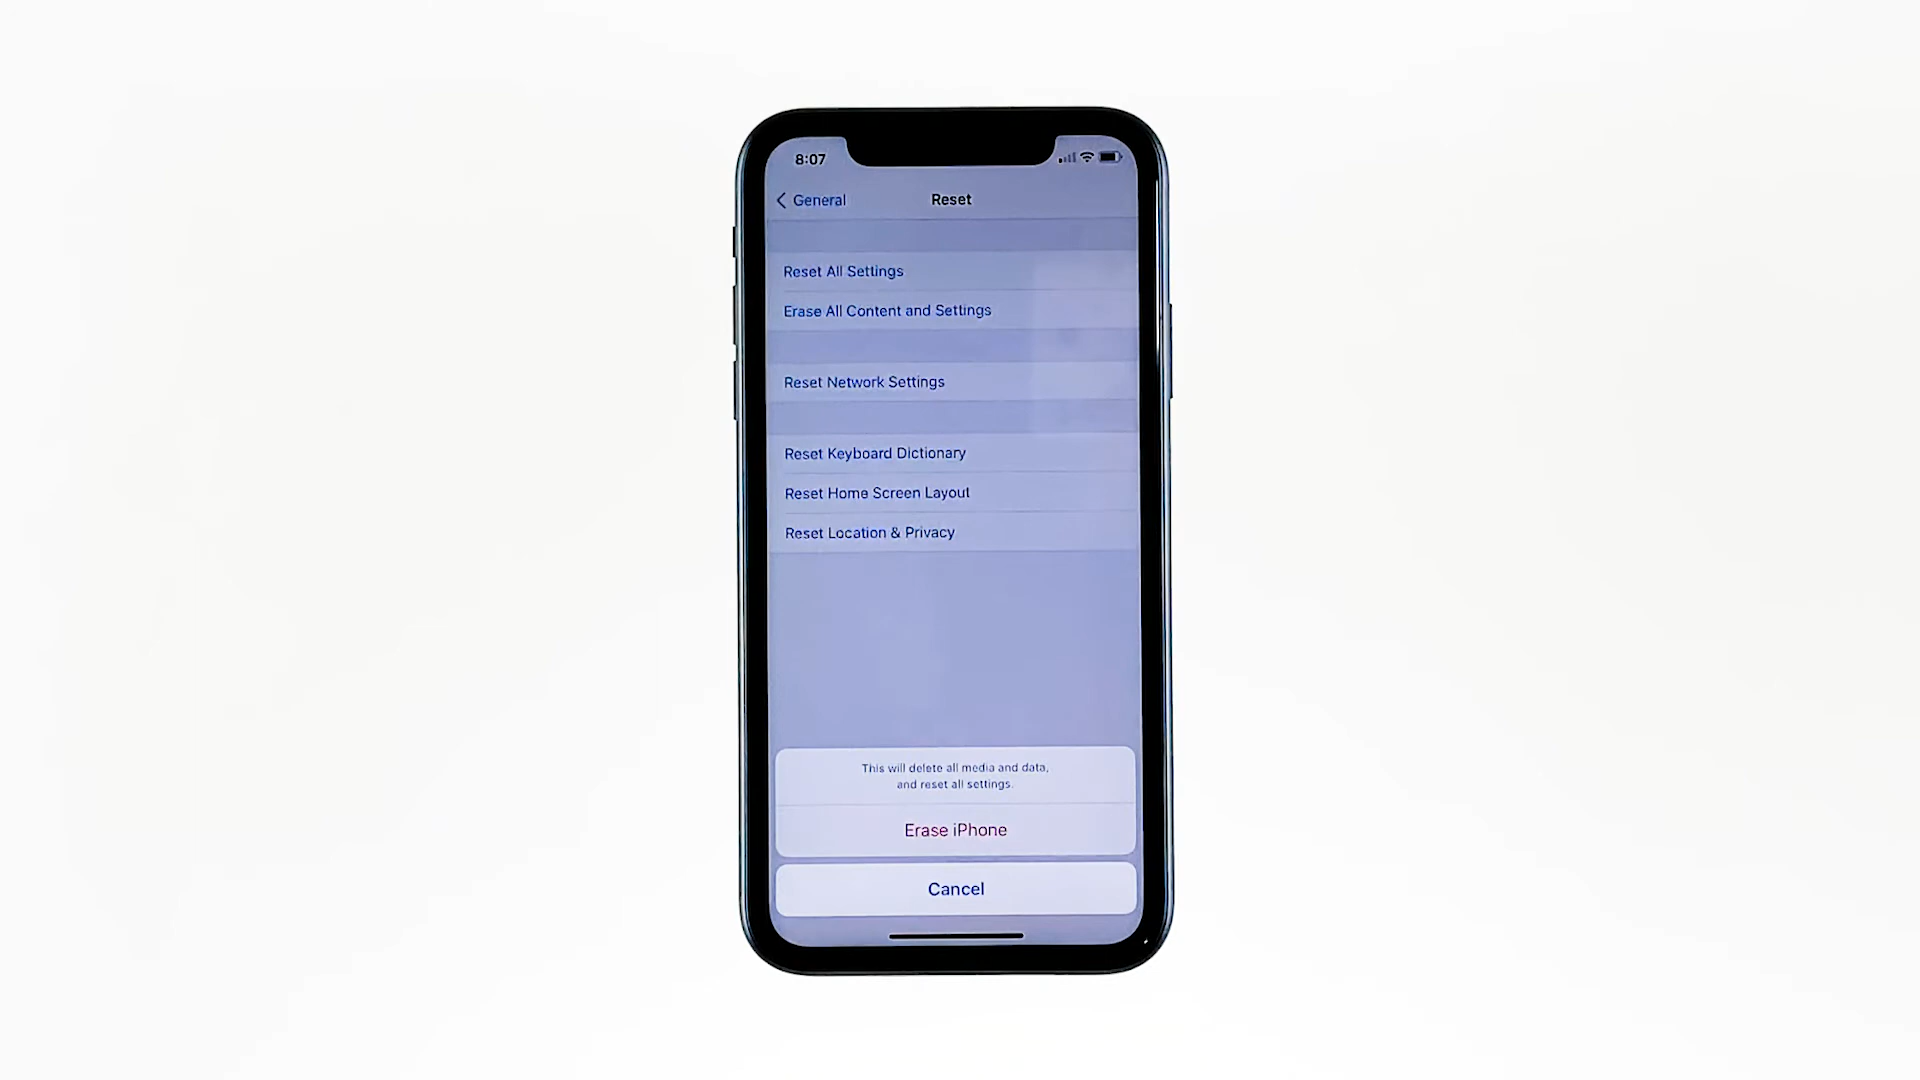 8:07
General
Reset
Reset All Settings
Erase All Content and Settings
Reset Network Settings
Reset Keyboard Dictionary
Reset Home Screen Layout
Reset Location & Privacy
This will delete all media and data,
and reset all settings.
Erase iPhone
Cancel